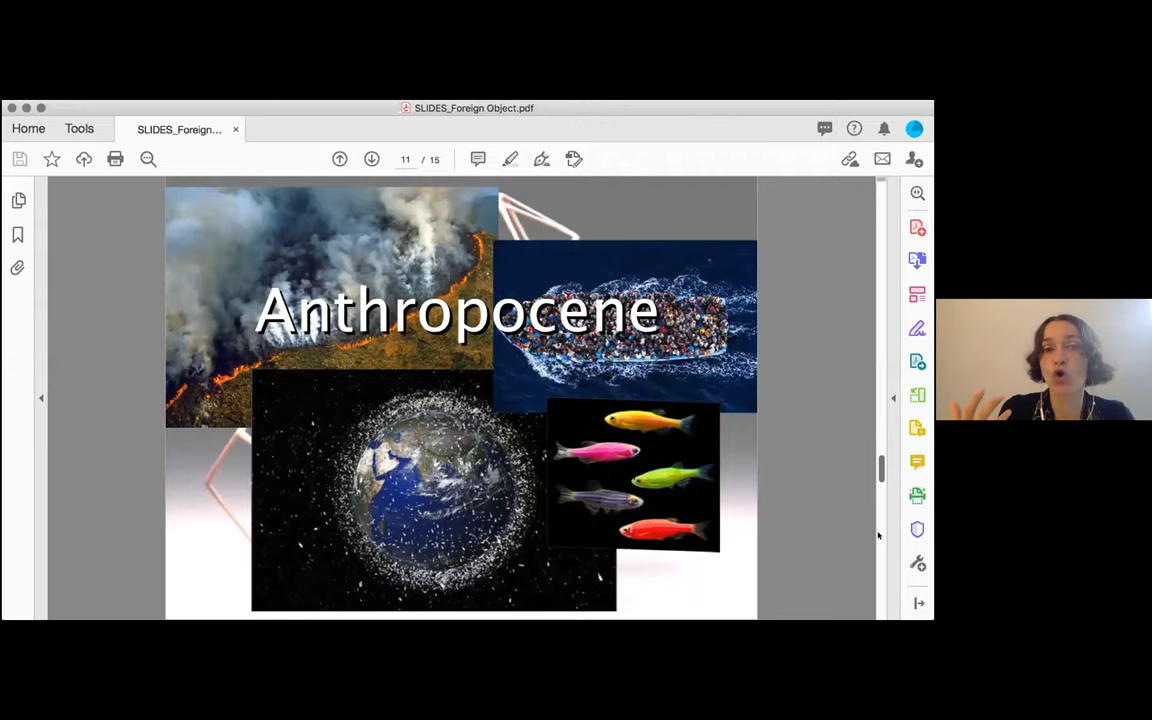 SLIDES_Foreign Object.pdf
Home Tools SLIDES_Foreign... ×
11 / 15
Anthropocene